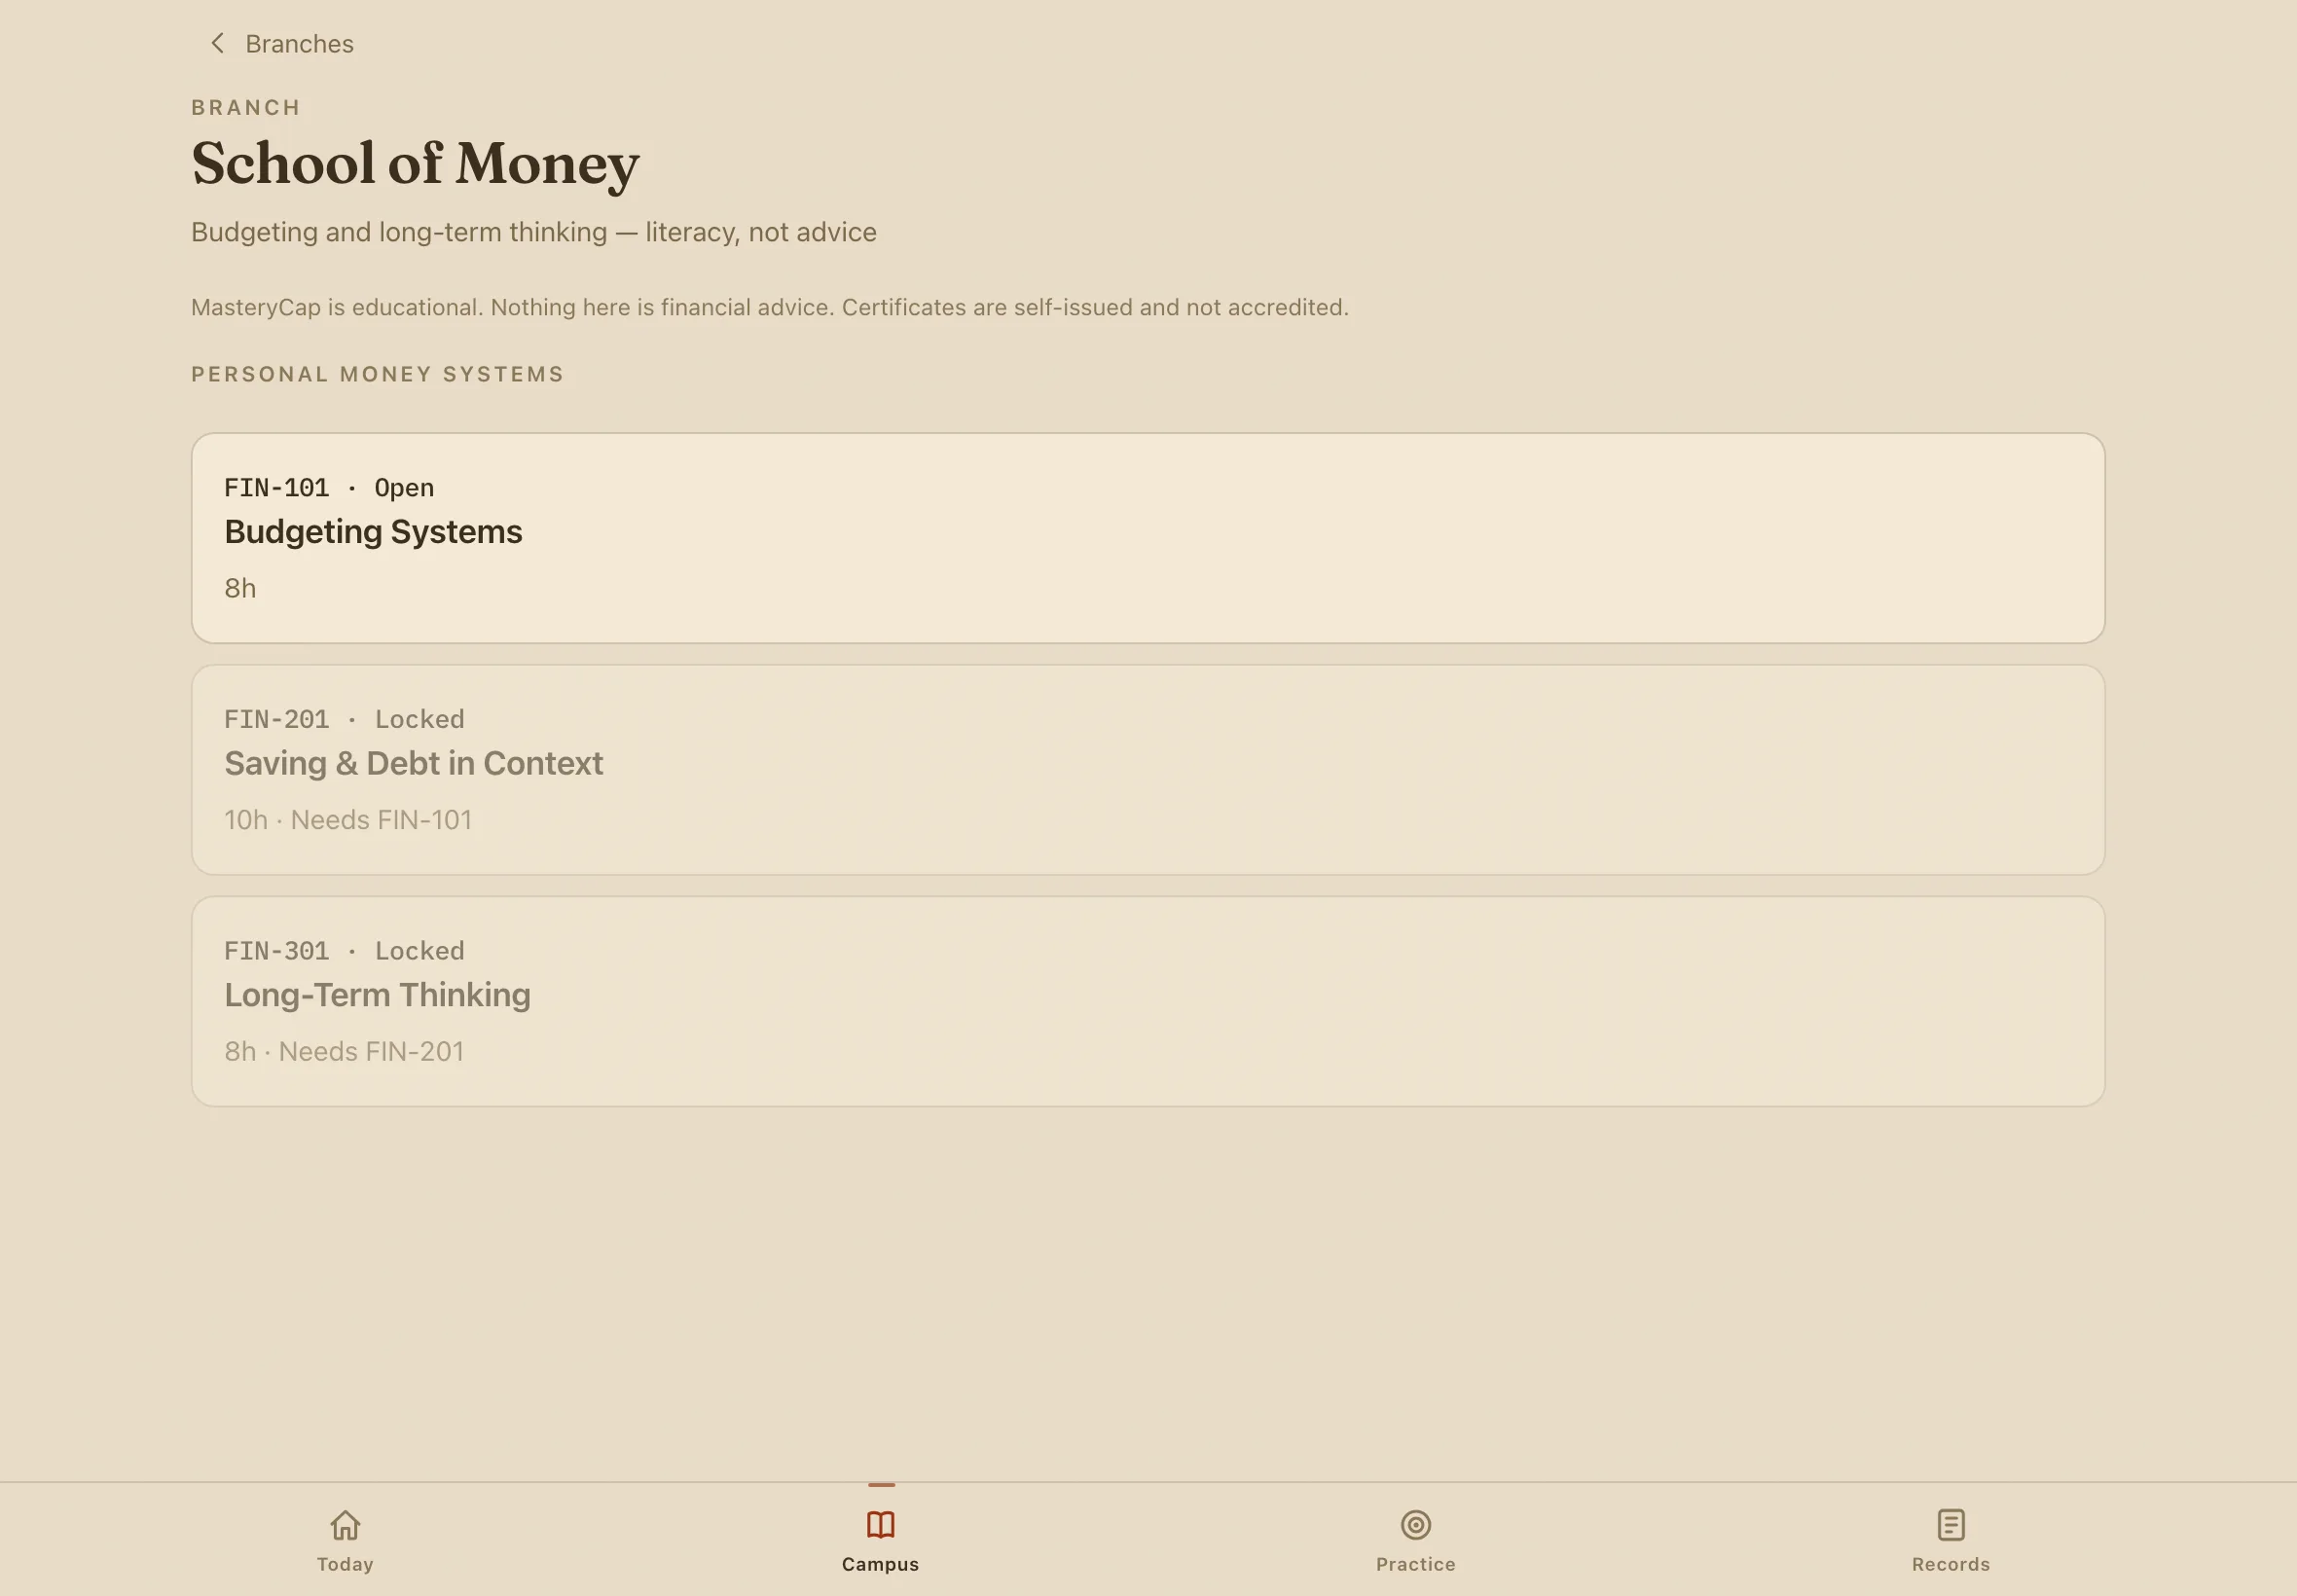 Branches
BRANCH
School of Money
Budgeting and long-term thinking — literacy, not advice
MasteryCap is educational. Nothing here is financial advice. Certificates are self-issued and not accredited.
PERSONAL MONEY SYSTEMS
FIN-101 · Open
Budgeting Systems
8h
FIN-201 · Locked
Saving & Debt in Context
10h · Needs FIN-101
FIN-301 · Locked
Long-Term Thinking
8h · Needs FIN-201
Today
Campus
Practice
Records